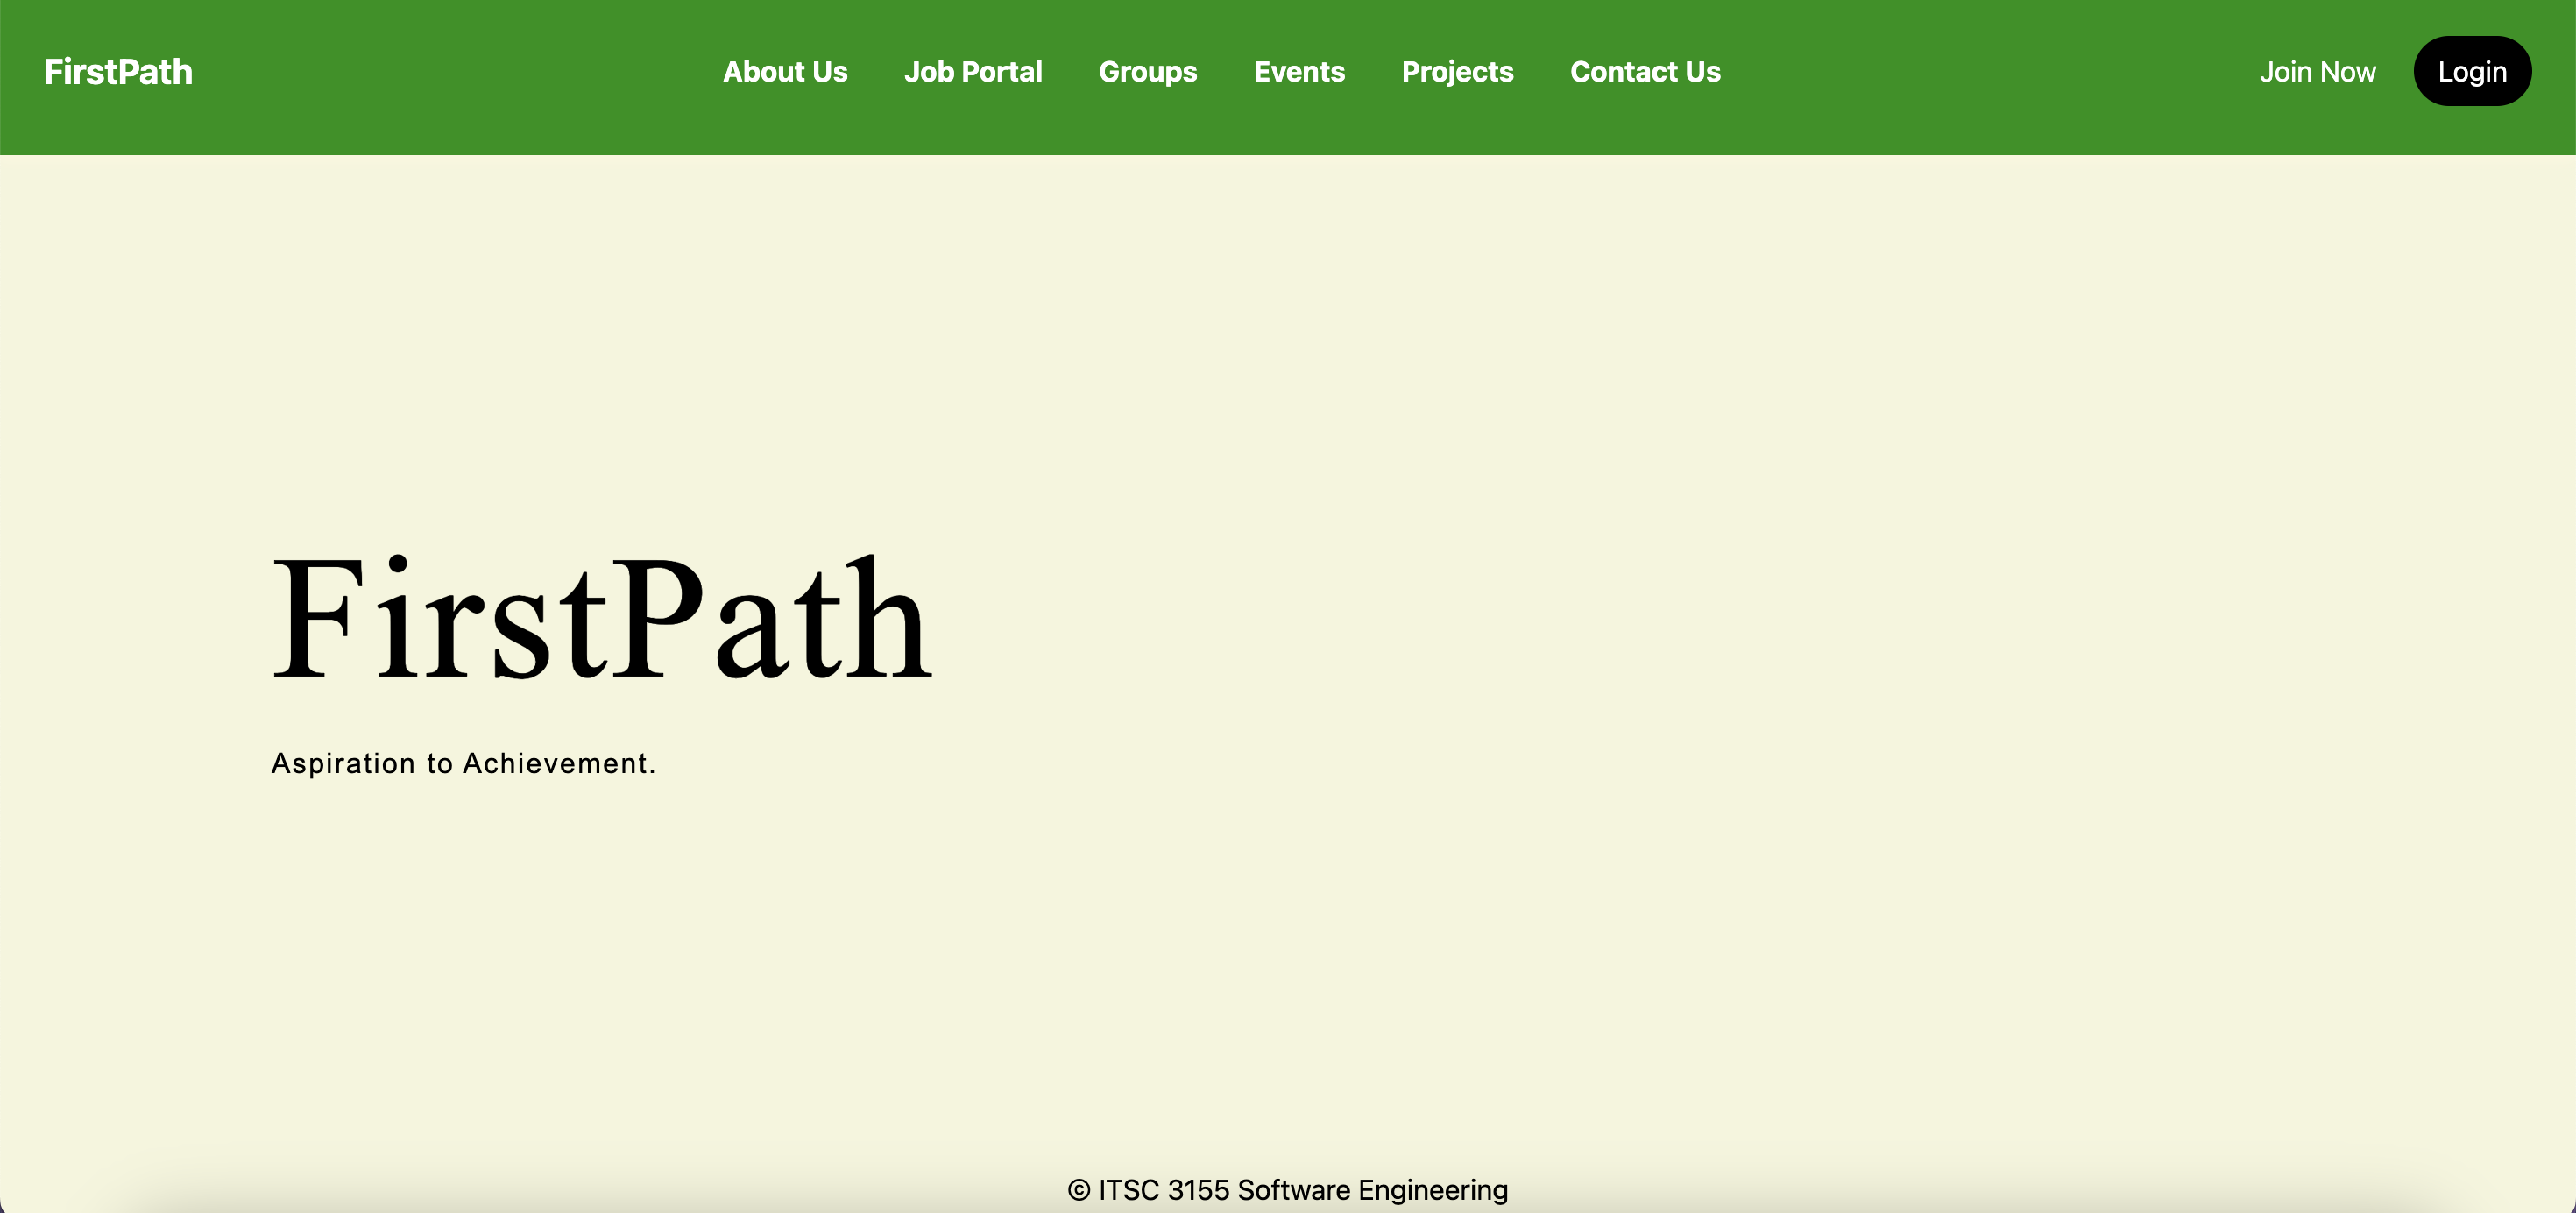 FirstPath About Us Job Portal Groups Events Projects Contact Us Join Now Login
FirstPath
Aspiration to Achievement.
© ITSC 3155 Software Engineering